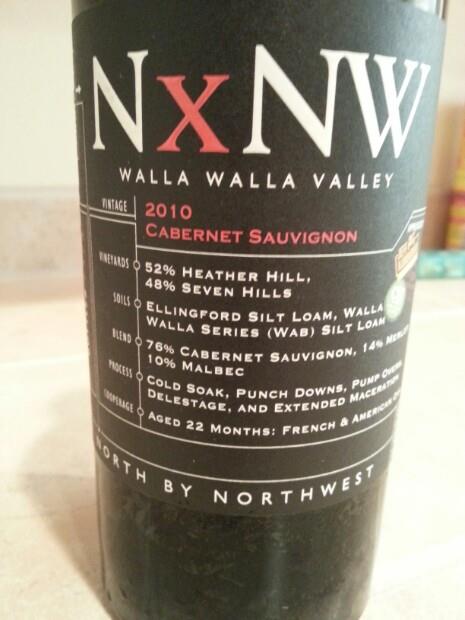 NxNW
WALLA WALLA VALLEY
VINTAGE
2010
CABERNET SAUVIGNON
VINEYARDS
52% HEATHER HILL,
48% SEVEN HILLS
SOILS
ELLINGFORD SILT LOAM, WALLA
WALLA SERIES (WAB) SILT LOAM
BLEND
76% CABERNET SAUVIGNON, 14% MERLOT
10% MALBEC
PROCESS
COLD SOAK, PUNCH DOWNS, PUMP OVERS,
DELESTAGE, AND EXTENDED MACERATION
COOPERAGE
AGED 22 MONTHS: FRENCH & AMERICAN
NORTH BY NORTHWEST